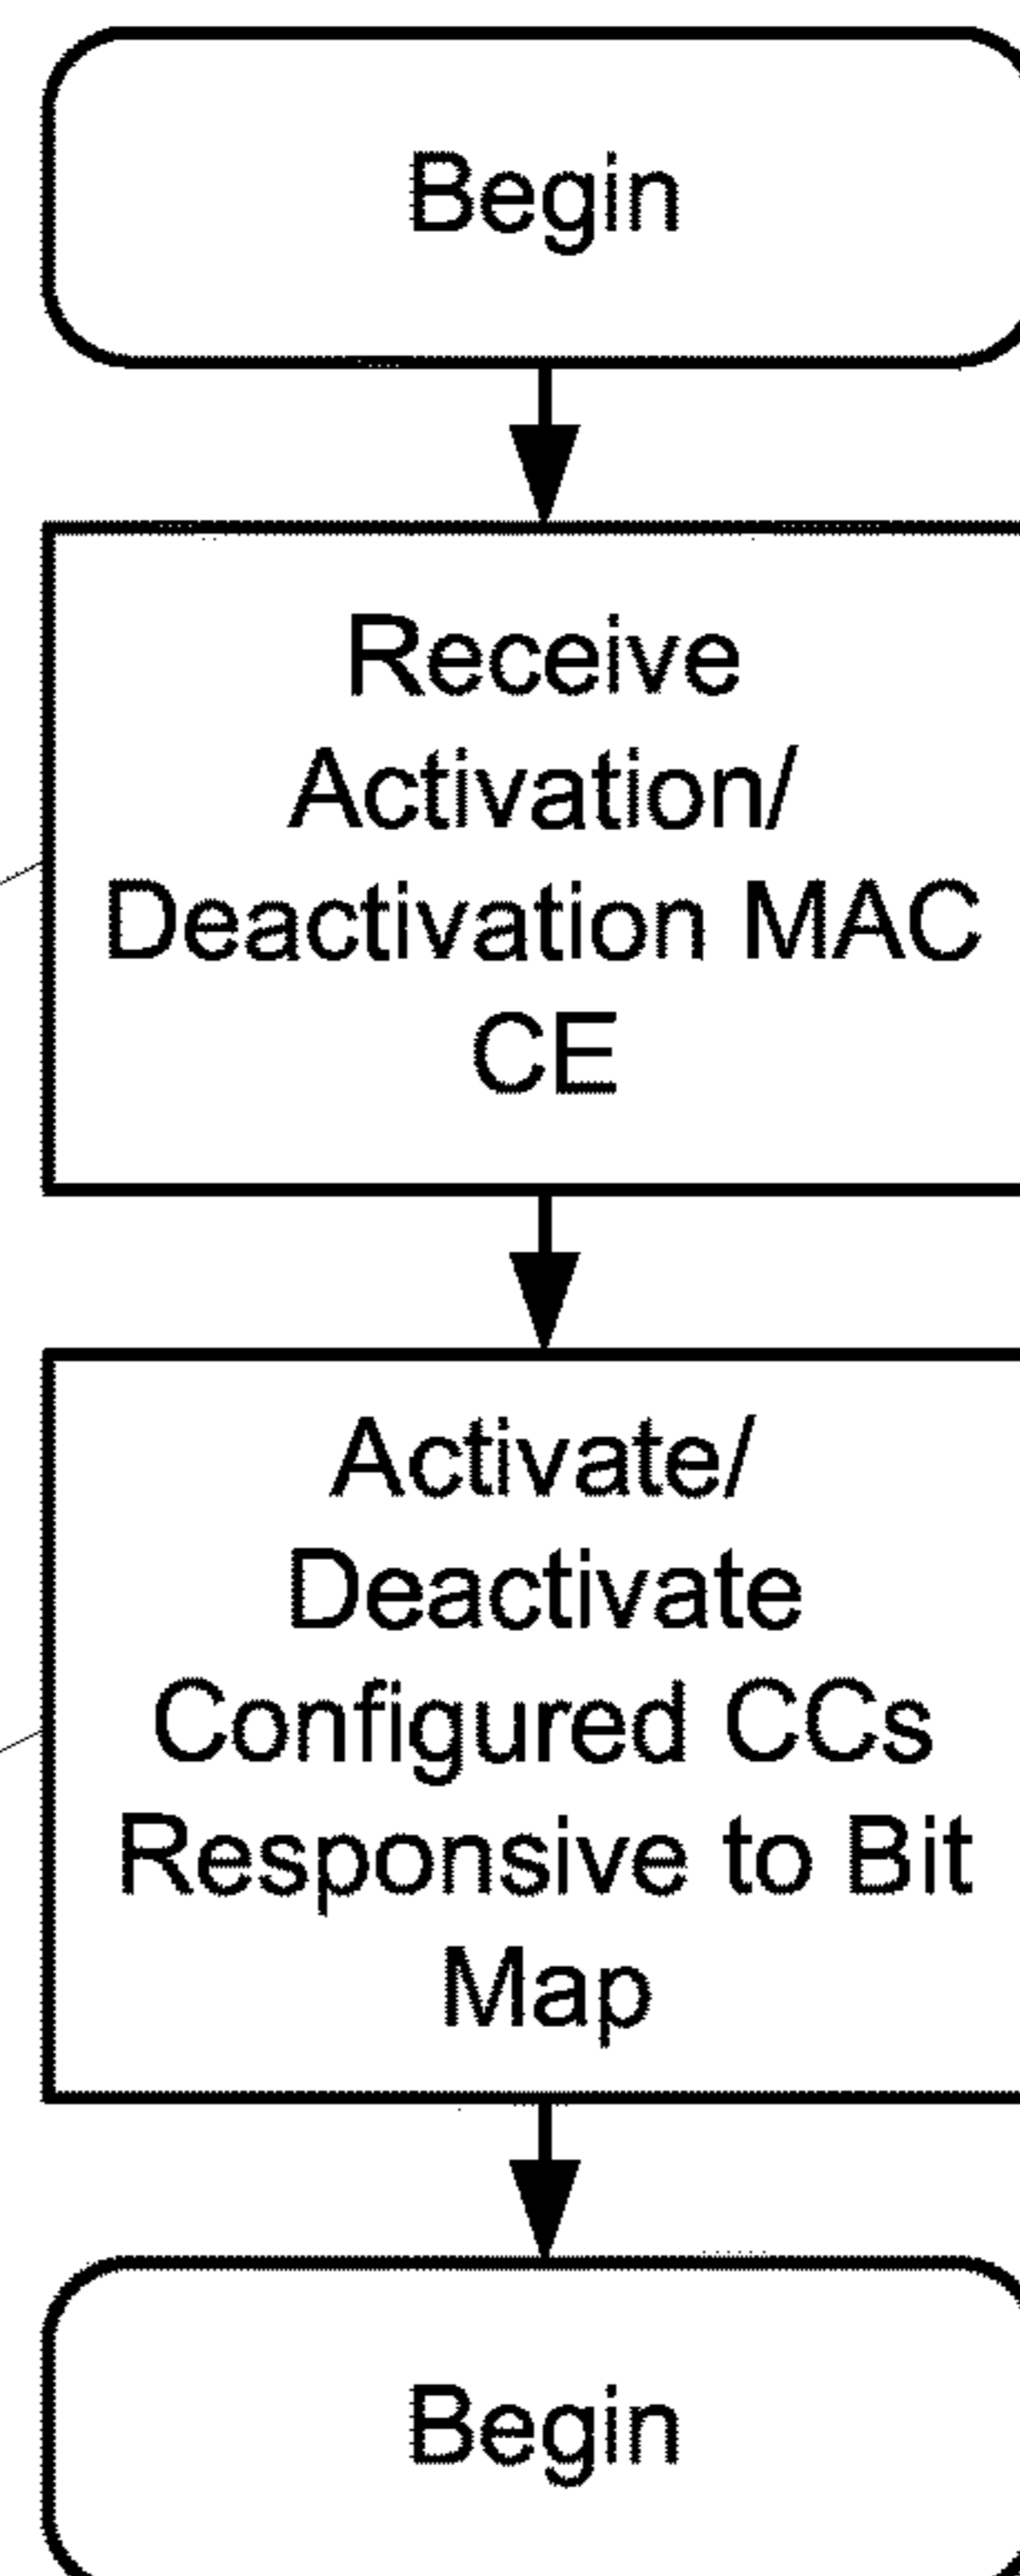 Begin
Receive
Activation/
Deactivation MAC
CE
Activate/
Deactivate
Configured CCs
Responsive to Bit
Map
Begin